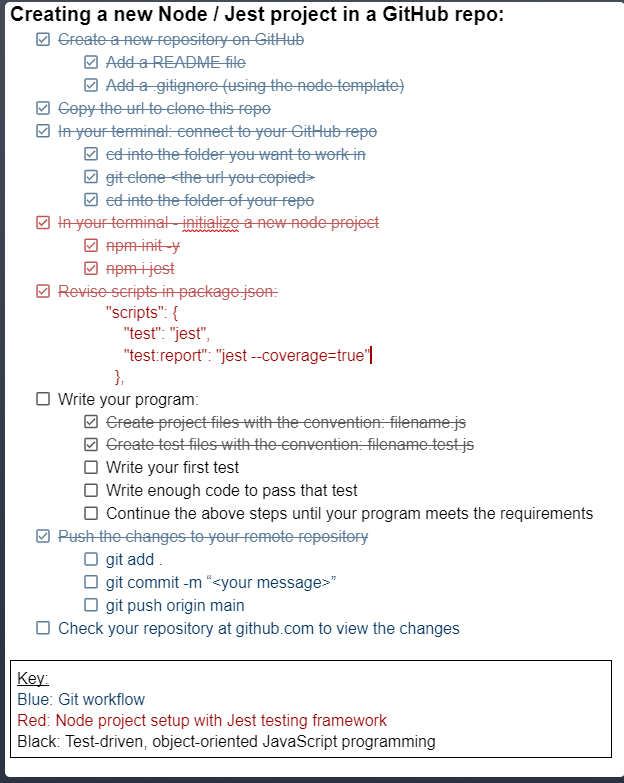 Creating a new Node / Jest project in a GitHub repo:
Create a new repository on GitHub
Add a README file
Add a .gitignore (using the node template)
Copy the url to clone this repo
In your terminal: connect to your GitHub repo
cd into the folder you want to work in
git clone <the url you copied>
cd into the folder of your repo
In your terminal - initialize a new node project
npm init -y
npm i jest
Revise scripts in package.json:
"scripts": {
"test": "jest",
"test:report": "jest --coverage=true"
},
Write your program:
Create project files with the convention: filename.js
Create test files with the convention: filename.test.js
Write your first test
Write enough code to pass that test
Continue the above steps until your program meets the requirements
Push the changes to your remote repository
git add .
git commit -m “<your message>”
git push origin main
Check your repository at github.com to view the changes
Key:
Blue: Git workflow
Red: Node project setup with Jest testing framework
Black: Test-driven, object-oriented JavaScript programming